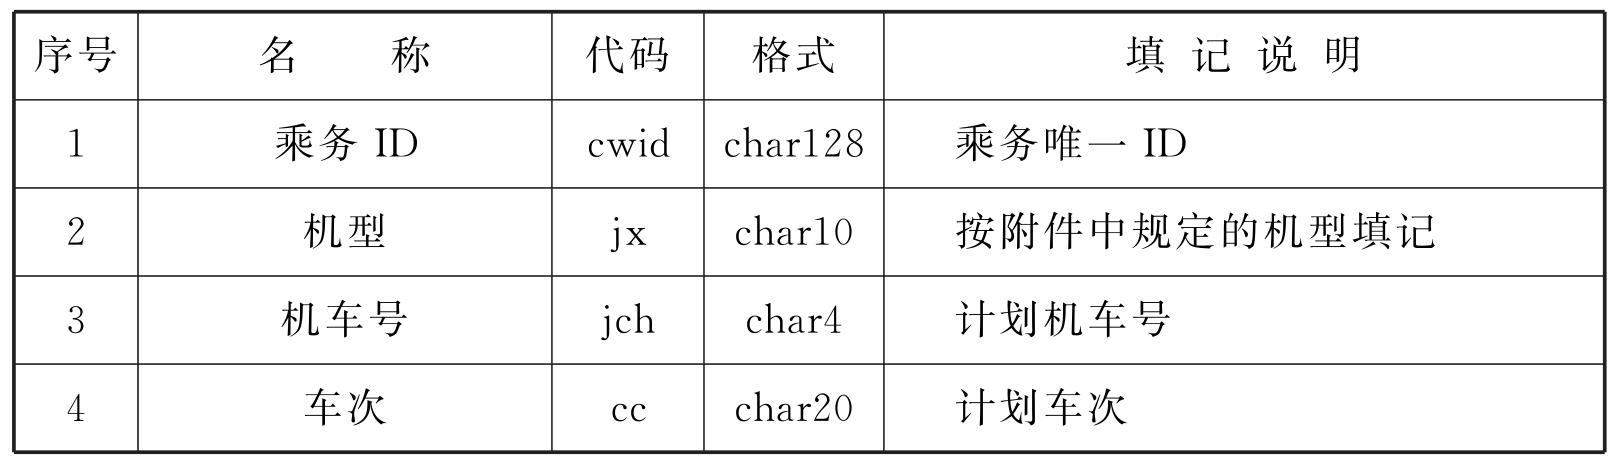 序号 名 称 代码 格式 填 记 说 明
1 乘务 ID cwid char128 乘务唯一 ID
2 机型 jx char10 按附件中规定的机型填记
3 机车号 jch char4 计划机车号
4 车次 cc char20 计划车次